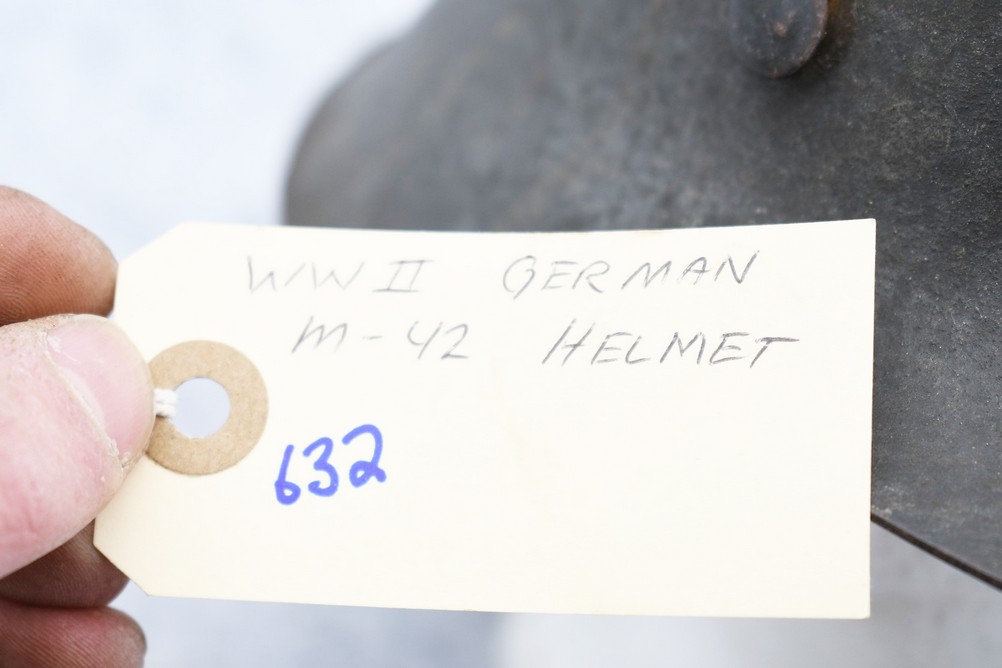 WW II GERMAN
M-42 HELMET
632